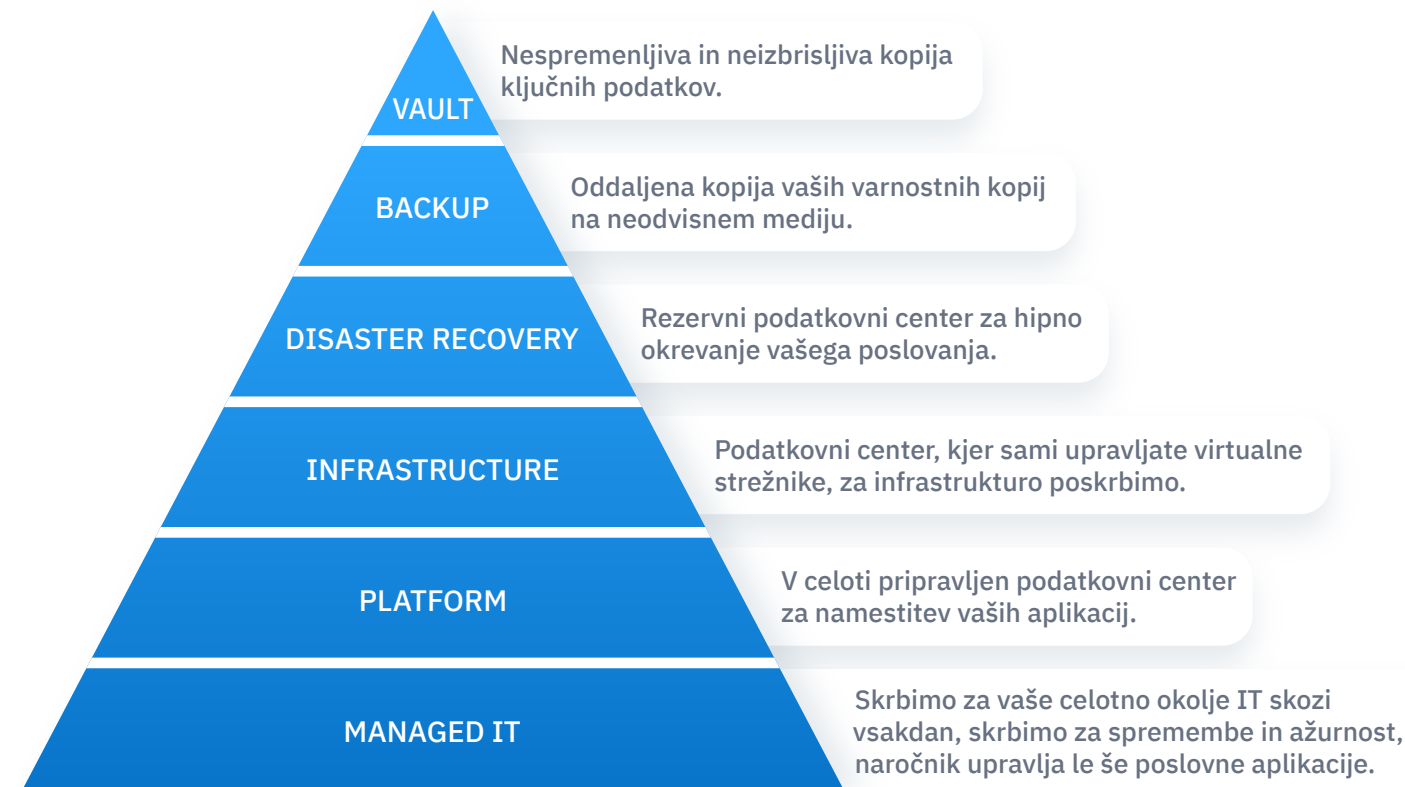 VAULT
Nespremenljiva in neizbrisljiva kopija
ključnih podatkov.
BACKUP
Oddaljena kopija vaših varnostnih kopij
na neodvisnem mediju.
DISASTER RECOVERY
Rezervni podatkovni center za hipno
okrevanje vašega poslovanja.
INFRASTRUCTURE
Podatkovni center, kjer sami upravljate virtualne
strežnike, za infrastrukturo poskrbimo.
PLATFORM
V celoti pripravljen podatkovni center
za namestitev vaših aplikacij.
MANAGED IT
Skrbimo za vaše celotno okolje IT skozi
vsakdan, skrbimo za spremembe in ažurnost,
naročnik upravlja le še poslovne aplikacije.